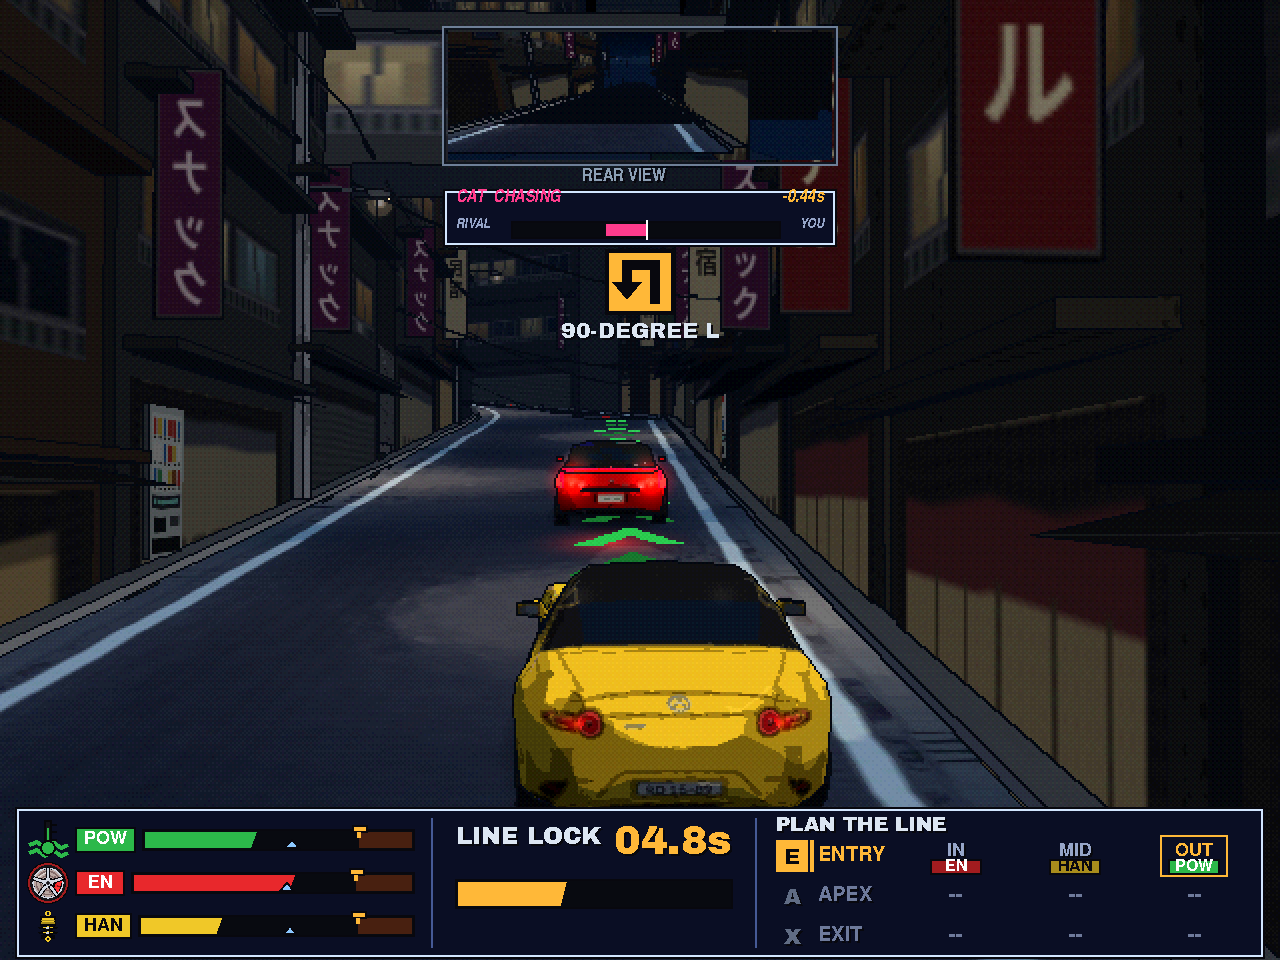 スナック
スナック
スナック
ル
REAR VIEW
CAT CHASING -0.44s
RIVAL YOU
宿
ック
90-DEGREE L
POW
EN
HAN
LINE LOCK 04.8s
PLAN THE LINE
E ENTRY IN MID OUT
EN HAN POW
A APEX -- -- --
X EXIT -- -- --